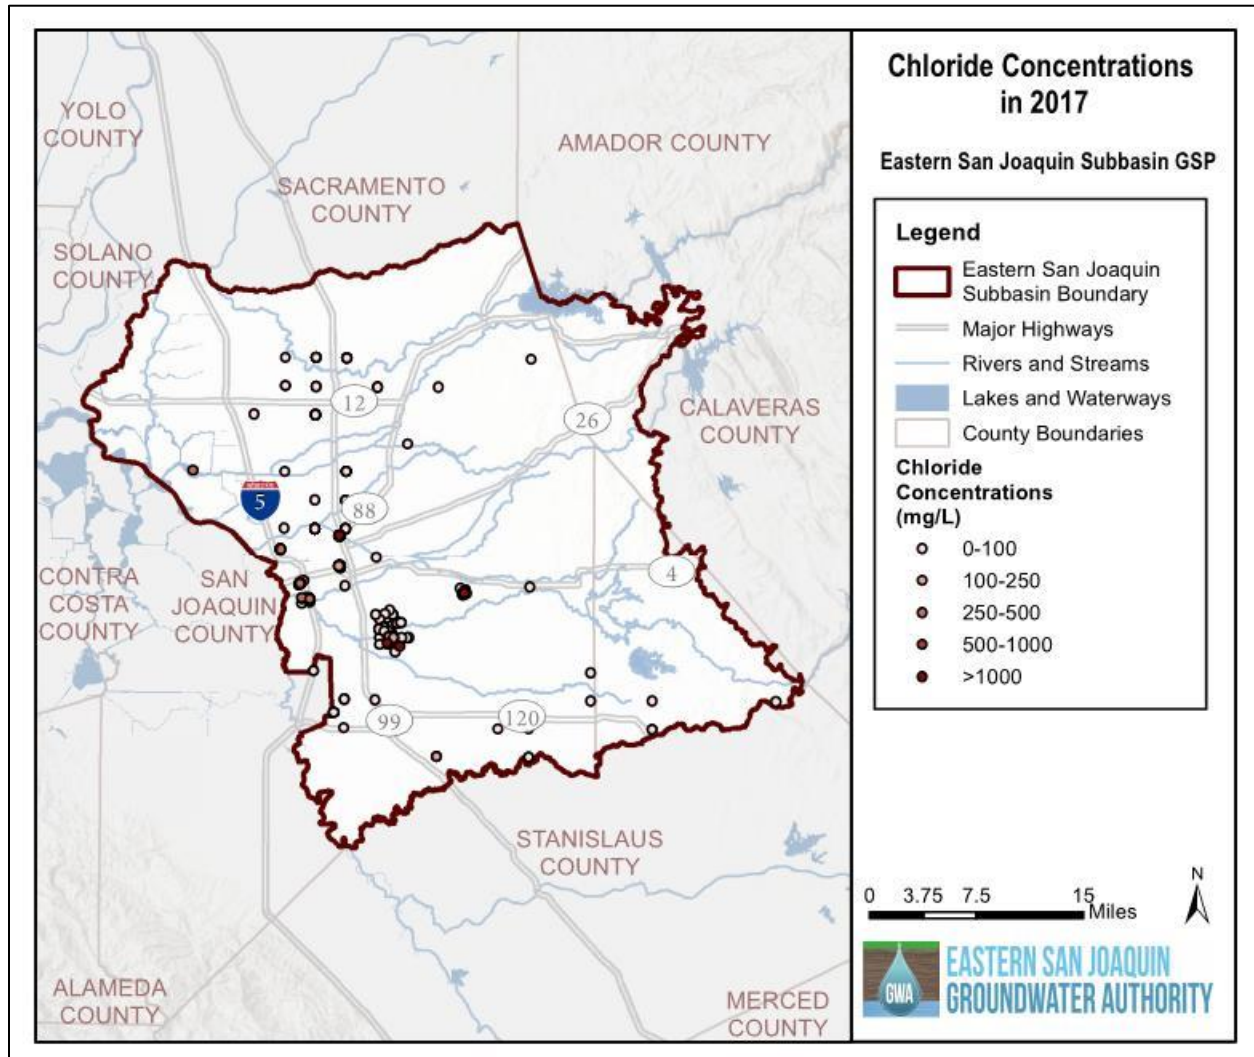 YOLO
COUNTY
AMADOR COUNTY
SACRAMENTO
COUNTY
SOLANO
COUNTY
12
26
CALAVERAS
COUNTY
5
88
4
CONTRA
COSTA
COUNTY
SAN
JOAQUIN
COUNTY
99
120
STANISLAUS
COUNTY
ALAMEDA
COUNTY
MERCED
COUNTY
Chloride Concentrations
in 2017
Eastern San Joaquin Subbasin GSP
Legend
Eastern San Joaquin
Subbasin Boundary
Major Highways
Rivers and Streams
Lakes and Waterways
County Boundaries
Chloride
Concentrations
(mg/L)
0-100
100-250
250-500
500-1000
>1000
N
0 3.75 7.5 15
Miles
GWA
EASTERN SAN JOAQUIN
GROUNDWATER AUTHORITY